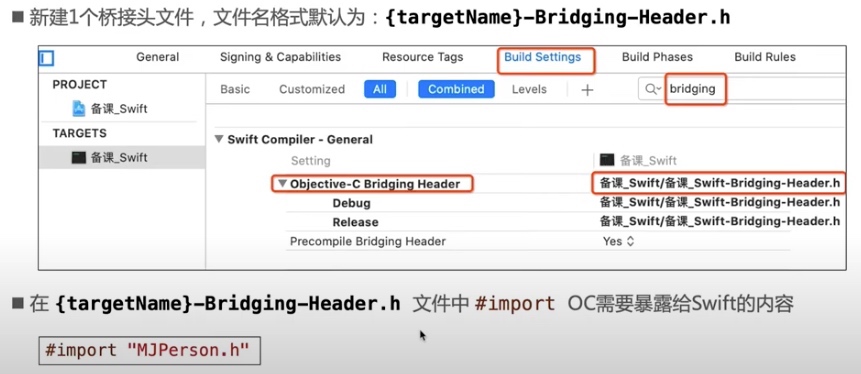 ■ 新建1个桥接头文件，文件名格式默认为：{targetName}-Bridging-Header.h
General Signing & Capabilities Resource Tags Build Settings Build Phases Build Rules
PROJECT
备课_Swift
TARGETS
备课_Swift
Basic Customized All Combined Levels + bridging
Swift Compiler - General
Setting 备课_Swift
Objective-C Bridging Header 备课_Swift/备课_Swift-Bridging-Header.h
Debug 备课_Swift/备课_Swift-Bridging-Header.h
Release 备课_Swift/备课_Swift-Bridging-Header.h
Precompile Bridging Header Yes
■ 在 {targetName}-Bridging-Header.h 文件中 #import OC需要暴露给Swift的内容
#import "MJPerson.h"